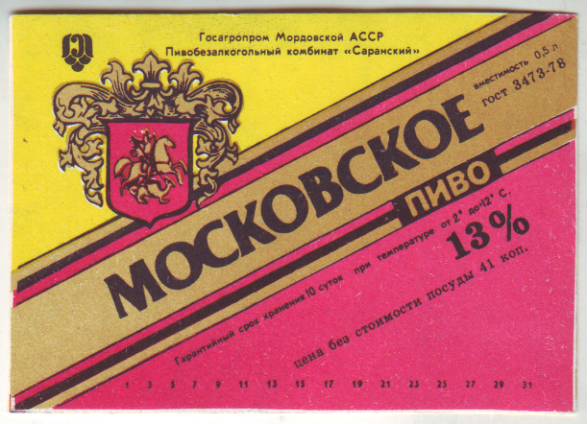 Госагропром Мордовской АССР
Пивобезалкогольный комбинат «Саранский»
вместимость 0,5 л
ГОСТ 3473-78
МОСКОВСКОЕ
ПИВО
Гарантийный срок хранения 10 суток при температуре от 2° до 12° С.
13%
цена без стоимости посуды 41 коп.
1 3 5 7 9 11 13 15 17 19 21 23 25 27 29 31